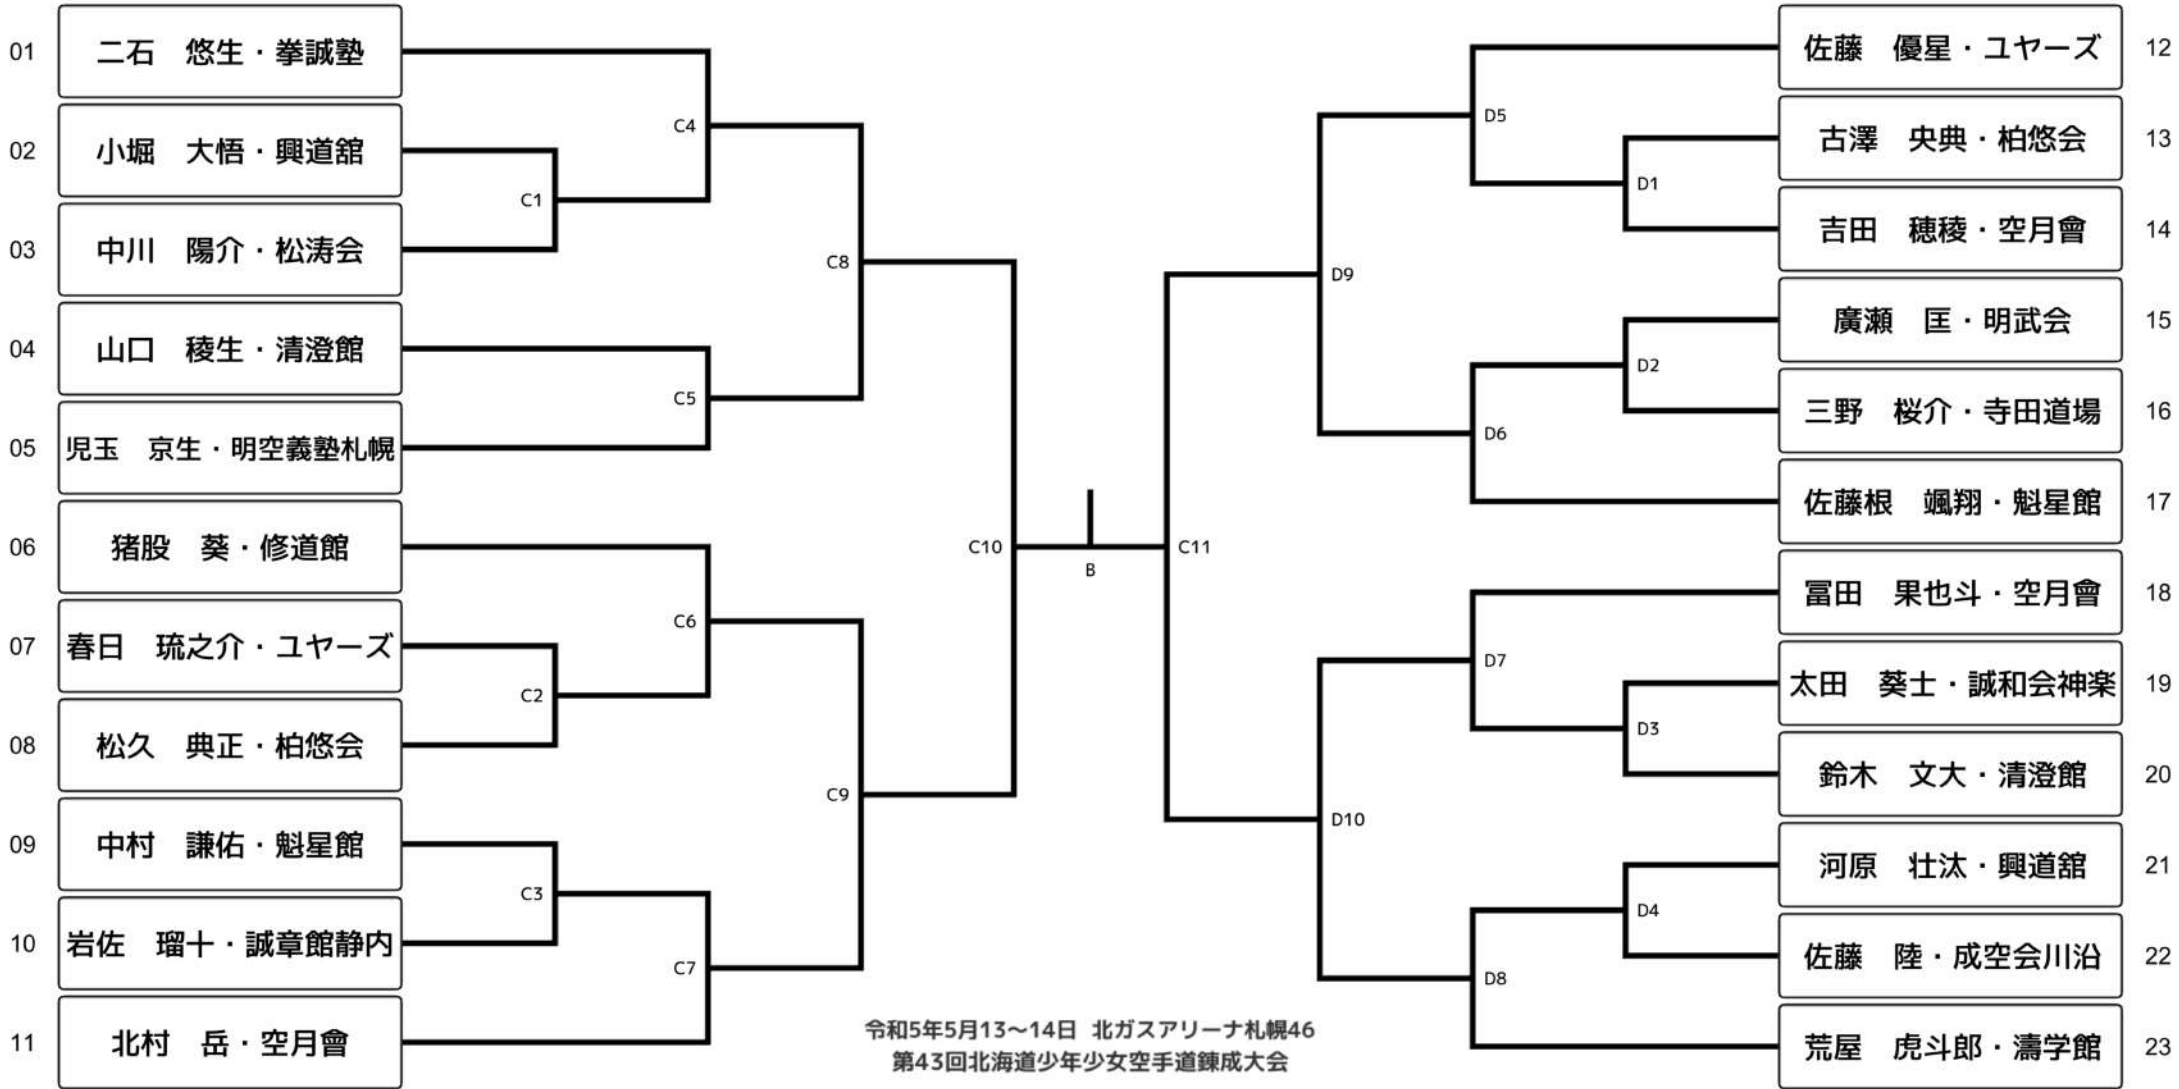 01 二石　悠生・拳誠塾
02 小堀　大悟・興道舘
03 中川　陽介・松涛会
04 山口　稜生・清澄館
05 児玉　京生・明空義塾札幌
06 猪股　葵・修道館
07 春日　琉之介・ユヤーズ
08 松久　典正・柏悠会
09 中村　謙佑・魁星館
10 岩佐　瑠十・誠章館静内
11 北村　岳・空月會
C1
C2
C3
C4
C5
C6
C7
C8
C9
C10
B
C11
D9
D10
D5
D6
D7
D8
D1
D2
D3
D4
佐藤　優星・ユヤーズ 12
古澤　央典・柏悠会 13
吉田　穂稜・空月會 14
廣瀬　匡・明武会 15
三野　桜介・寺田道場 16
佐藤根　颯翔・魁星館 17
冨田　果也斗・空月會 18
太田　葵士・誠和会神楽 19
鈴木　文大・清澄館 20
河原　壮汰・興道舘 21
佐藤　陸・成空会川沿 22
荒屋　虎斗郎・濤学館 23
令和5年5月13〜14日 北ガスアリーナ札幌46
第43回北海道少年少女空手道錬成大会